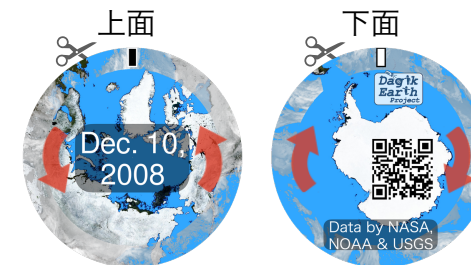 上面
下面
Dec. 10,
2008
Dagik
Earth
Project
Data by NASA,
NOAA & USGS